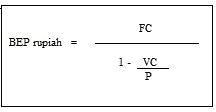 FC
BEP rupiah =
1 - VC
P